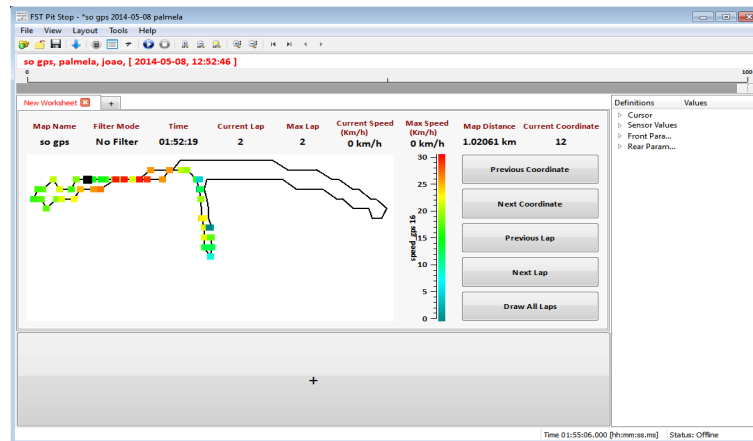 FST Pit Stop - *so gps 2014-05-08 palmela
File View Layout Tools Help
so gps, palmela, joao, [ 2014-05-08, 12:52:46 ]
0 100
New Worksheet +
Definitions Values
Cursor
Sensor Values
Front Para...
Rear Param...
Map Name Filter Mode Time Current Lap Max Lap Current Speed (Km/h) Max Speed (Km/h) Map Distance Current Coordinate
so gps No Filter 01:52:19 2 2 0 km/h 0 km/h 1.02061 km 12
30
25
20
15
10
5
0
speed_gps 16
Previous Coordinate
Next Coordinate
Previous Lap
Next Lap
Draw All Laps
+
Time 01:55:06.000 [hh:mm:ss.ms] Status: Offline